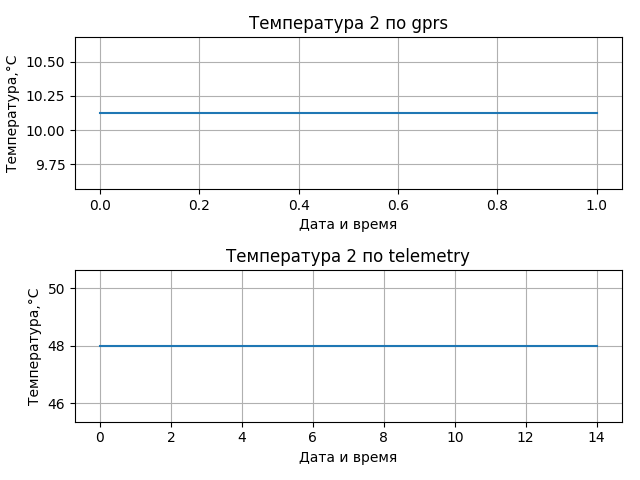 Температура 2 по gprs
Температура,°C
10.50
10.25
10.00
9.75
0.0 0.2 0.4 0.6 0.8 1.0
Дата и время
Температура 2 по telemetry
Температура,°C
50
48
46
0 2 4 6 8 10 12 14
Дата и время